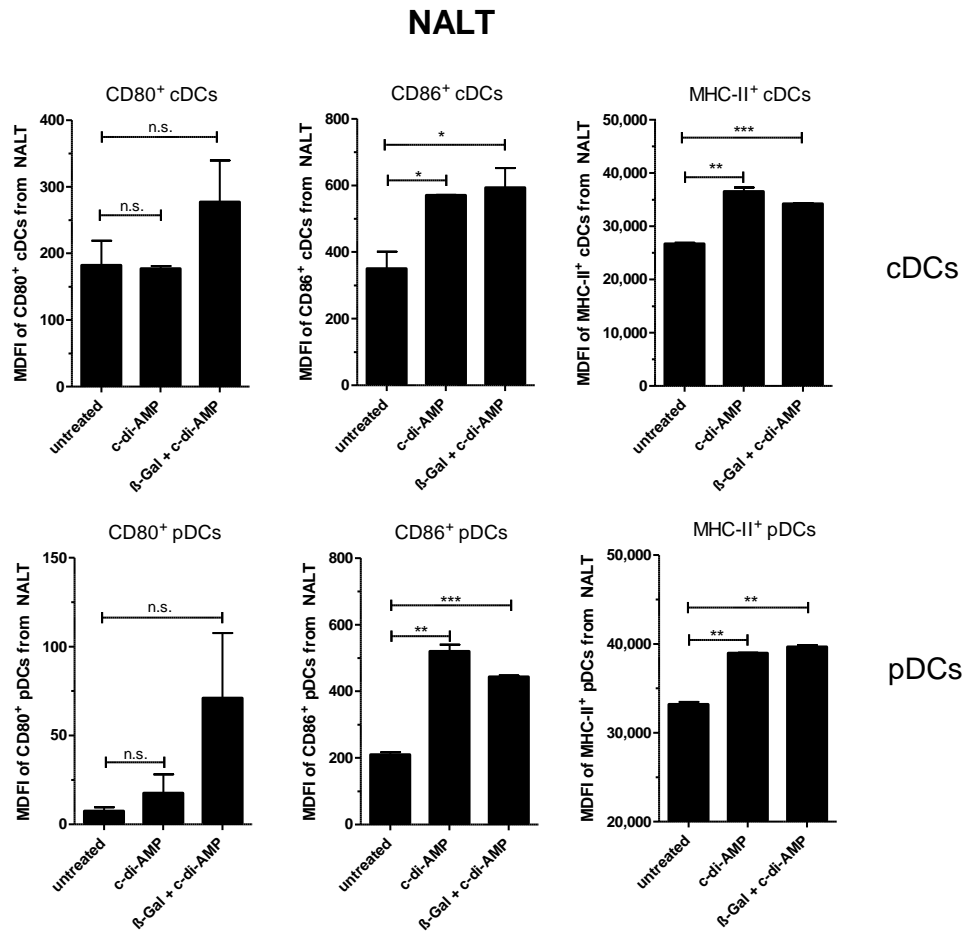 NALT
CD80+ cDCs
MDFI of CD80+ cDCs from NALT
400
300
200
100
0
n.s.
n.s.
untreated
c-di-AMP
ß-Gal + c-di-AMP
CD86+ cDCs
MDFI of CD86+ cDCs from NALT
800
600
400
200
0
*
*
untreated
c-di-AMP
ß-Gal + c-di-AMP
MHC-II+ cDCs
MDFI of MHC-II+ cDCs from NALT
50,000
40,000
30,000
20,000
10,000
0
***
**
untreated
c-di-AMP
ß-Gal + c-di-AMP
cDCs
CD80+ pDCs
MDFI of CD80+ pDCs from NALT
150
100
50
0
n.s.
n.s.
untreated
c-di-AMP
ß-Gal + c-di-AMP
CD86+ pDCs
MDFI of CD86+ pDCs from NALT
800
600
400
200
0
***
**
untreated
c-di-AMP
ß-Gal + c-di-AMP
MHC-II+ pDCs
MDFI of MHC-II+ pDCs from NALT
50,000
40,000
30,000
20,000
**
**
untreated
c-di-AMP
ß-Gal + c-di-AMP
pDCs